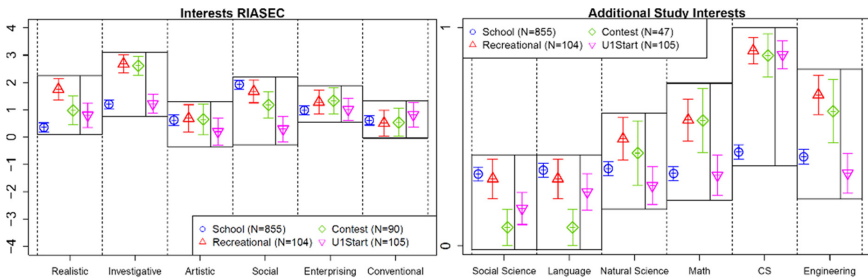 Interests RIASEC
4
3
2
1
0
−1
−2
−3
−4
School (N=855)
Recreational (N=104)
Contest (N=90)
U1Start (N=105)
Realistic
Investigative
Artistic
Social
Enterprising
Conventional
Additional Study Interests
1
0
School (N=855)
Recreational (N=104)
Contest (N=47)
U1Start (N=105)
Social Science
Language
Natural Science
Math
CS
Engineering